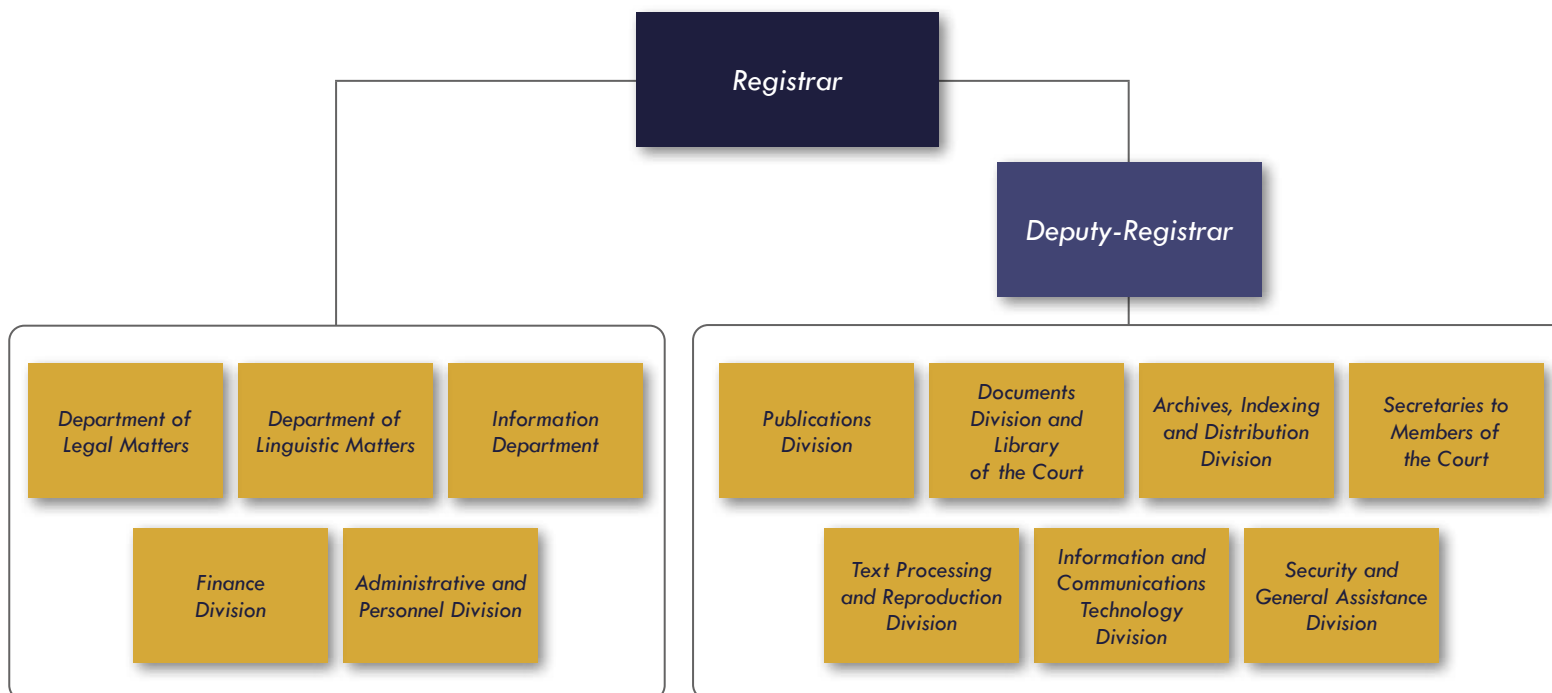 Registrar
Deputy-Registrar
Department of
Legal Matters
Department of
Linguistic Matters
Information
Department
Finance
Division
Administrative and
Personnel Division
Publications
Division
Documents
Division and
Library
of the Court
Archives, Indexing
and Distribution
Division
Secretaries to
Members of
the Court
Text Processing
and Reproduction
Division
Information and
Communications
Technology
Division
Security and
General Assistance
Division